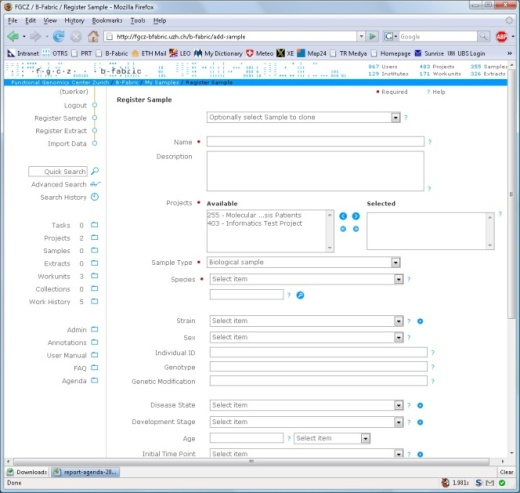 FGCZ / B-Fabric / Register Sample - Mozilla Firefox
File Edit View History Bookmarks Tools Help
http://fgcz-bfabric.uzh.ch/b-fabric/add-sample
Google
ABP
Intranet OTRS PRT B-Fabric ETH Mail LEO My Dictionary Meteo XE Map24 TR Medya Homepage Sunrise UBS Login
f-g-c-z b-fabric
867 Users 483 Projects 355 Samples
129 Institutes 171 Workunits 326 Extracts
Functional Genomics Center Zurich / B-Fabric / My Samples / Register Sample
(tuerker)
Logout
Register Sample
Register Extract
Import Data
Quick Search
Advanced Search
Search History
Tasks 0
Projects 2
Samples 0
Extracts 0
Workunits 3
Collections 0
Work History 5
Admin
Annotations
User Manual
FAQ
Agenda
• Required ? Help
Register Sample
Optionally select Sample to clone ?
Name • ?
Description ?
Projects • Available Selected ?
255 - Molecular ...sis Patients
403 - Informatics Test Project
Sample Type • Biological sample
Species • Select item ?
?
Strain Select item ?
Sex Select item ?
Individual ID ?
Genotype ?
Genetic Modification ?
Disease State Select item ?
Development Stage Select item ?
Age ? Select item
Initial Time Point Select item ?
Downloads report-agenda-20... Clear
Done 1.981s